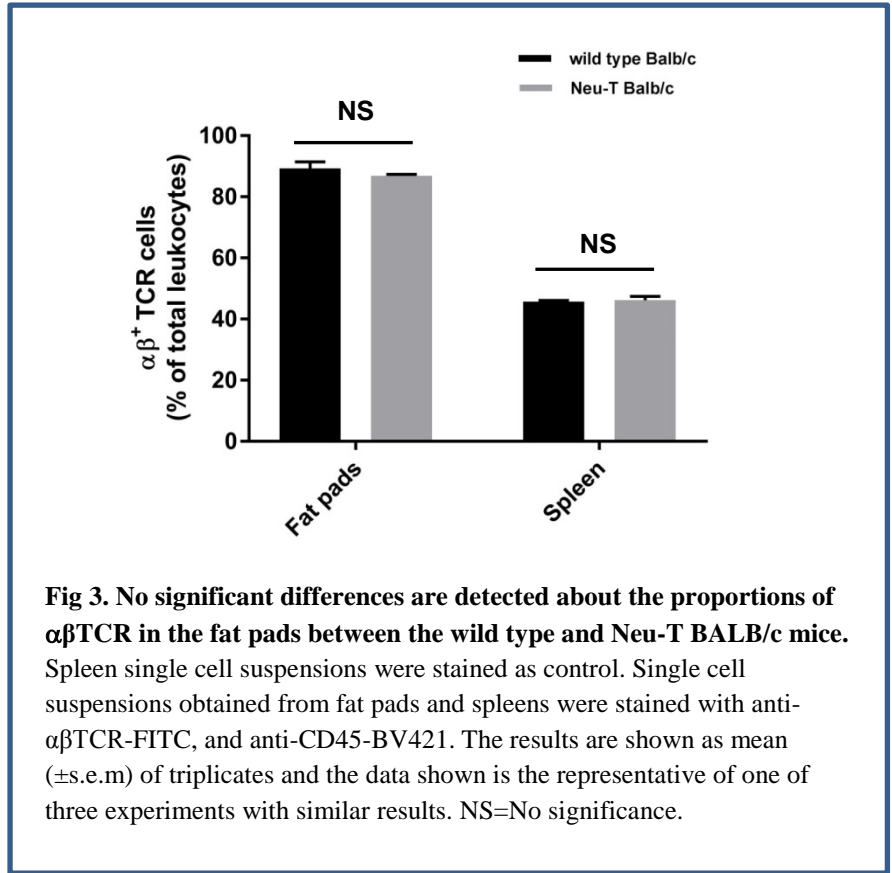 wild type Balb/c
Neu-T Balb/c
NS
NS
100
80
60
40
20
0
αβ⁺ TCR cells
(% of total leukocytes)
Fat pads
Spleen
Fig 3. No significant differences are detected about the proportions of
αβTCR in the fat pads between the wild type and Neu-T BALB/c mice.
Spleen single cell suspensions were stained as control. Single cell
suspensions obtained from fat pads and spleens were stained with anti-
αβTCR-FITC, and anti-CD45-BV421. The results are shown as mean
(±s.e.m) of triplicates and the data shown is the representative of one of
three experiments with similar results. NS=No significance.